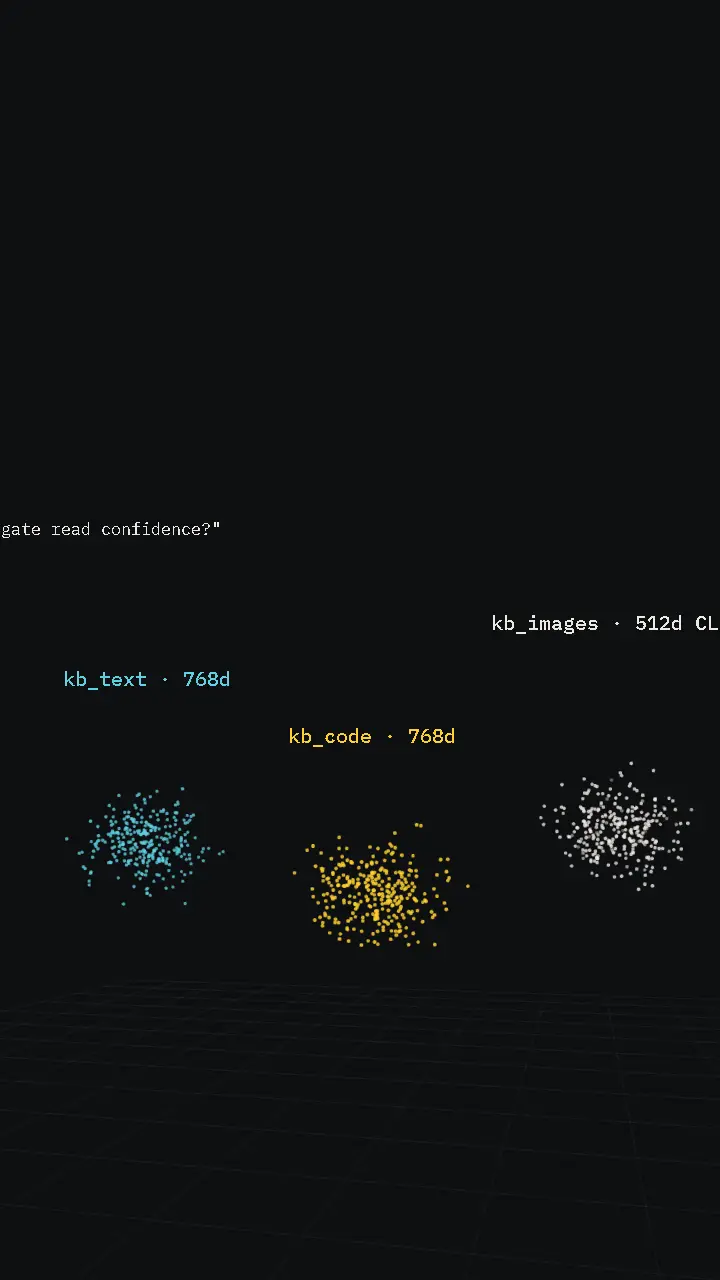 gate read confidence?"
kb_images · 512d CL
kb_text · 768d
kb_code · 768d